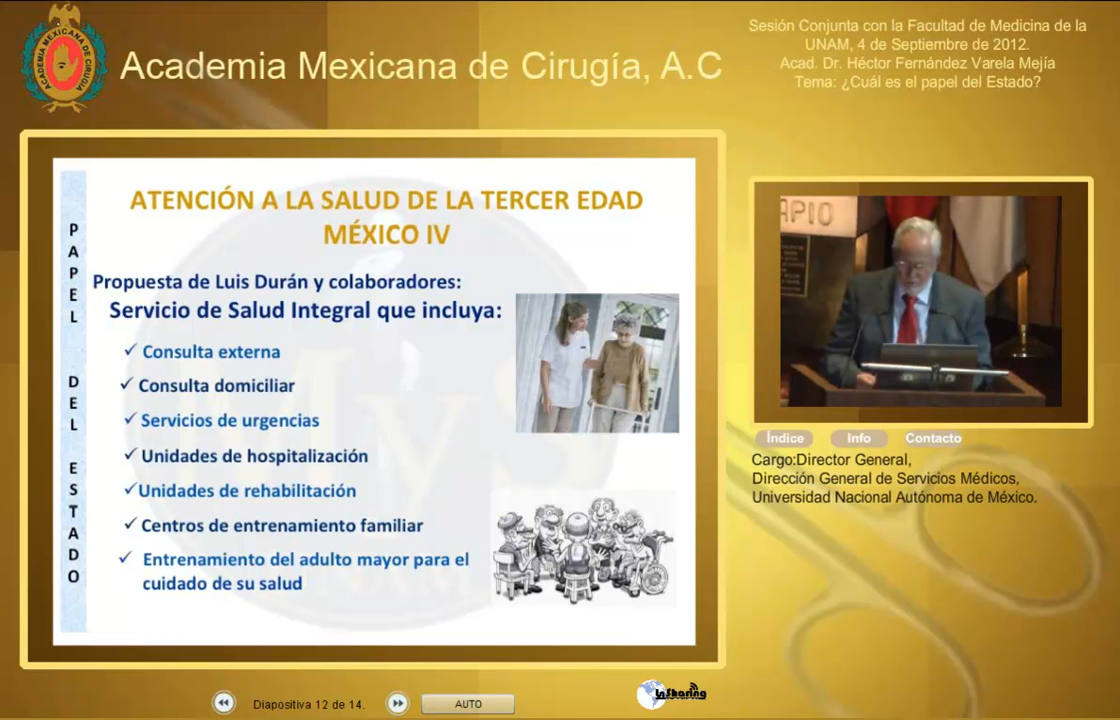 ACADEMIA MEXICANA DE CIRUGIA
Academia Mexicana de Cirugía, A.C
Sesión Conjunta con la Facultad de Medicina de la
UNAM, 4 de Septiembre de 2012.
Acad. Dr. Héctor Fernández Varela Mejía
Tema: ¿Cuál es el papel del Estado?
PAPEL DEL ESTADO
ATENCIÓN A LA SALUD DE LA TERCER EDAD
MÉXICO IV
Propuesta de Luis Durán y colaboradores:
Servicio de Salud Integral que incluya:
✓ Consulta externa
✓ Consulta domiciliar
✓ Servicios de urgencias
✓ Unidades de hospitalización
✓ Unidades de rehabilitación
✓ Centros de entrenamiento familiar
✓ Entrenamiento del adulto mayor para el
cuidado de su salud
Índice
Info
Contacto
Cargo:Director General,
Dirección General de Servicios Médicos,
Universidad Nacional Autónoma de México.
Diapositiva 12 de 14.
AUTO
InSharing